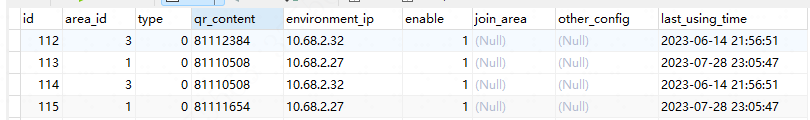 id area_id type qr_content environment_ip enable join_area other_config last_using_time
112 3 0 81112384 10.68.2.32 1 (Null) (Null) 2023-06-14 21:56:51
113 1 0 81110508 10.68.2.27 1 (Null) (Null) 2023-07-28 23:05:47
114 3 0 81110508 10.68.2.32 1 (Null) (Null) 2023-06-14 21:56:51
115 1 0 81111654 10.68.2.27 1 (Null) (Null) 2023-07-28 23:05:47